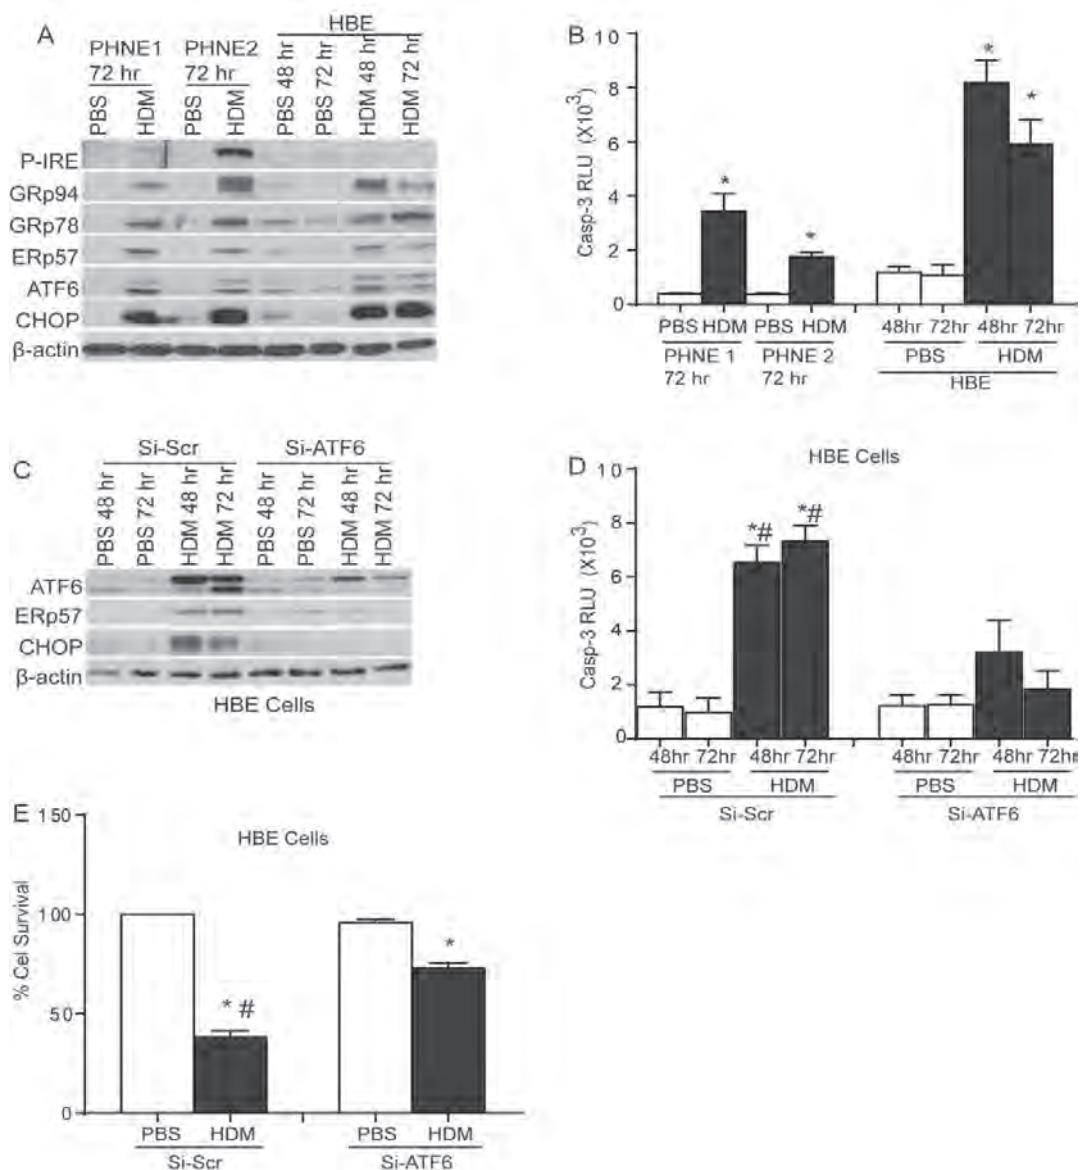 A
PHNE1
72 hr
PHNE2
72 hr
HBE
PBS
HDM
PBS
HDM
PBS 48 hr
PBS 72 hr
HDM 48 hr
HDM 72 hr
P-IRE
GRp94
GRp78
ERp57
ATF6
CHOP
β-actin
B
Casp-3 RLU (X10³)
10
8
6
4
2
0
* * * *
PBS HDM PBS HDM 48hr 72hr 48hr 72hr
PHNE 1 PHNE 2 PBS HDM
72 hr 72 hr HBE
C
Si-Scr Si-ATF6
PBS 48 hr
PBS 72 hr
HDM 48 hr
HDM 72 hr
PBS 48 hr
PBS 72 hr
HDM 48 hr
HDM 72 hr
ATF6
ERp57
CHOP
β-actin
HBE Cells
D
HBE Cells
Casp-3 RLU (X10³)
10
8
6
4
2
0
*# *#
48hr 72hr 48hr 72hr 48hr 72hr 48hr 72hr
PBS HDM PBS HDM
Si-Scr Si-ATF6
E
HBE Cells
% Cel Survival
150
100
50
0
* # *
PBS HDM PBS HDM
Si-Scr Si-ATF6